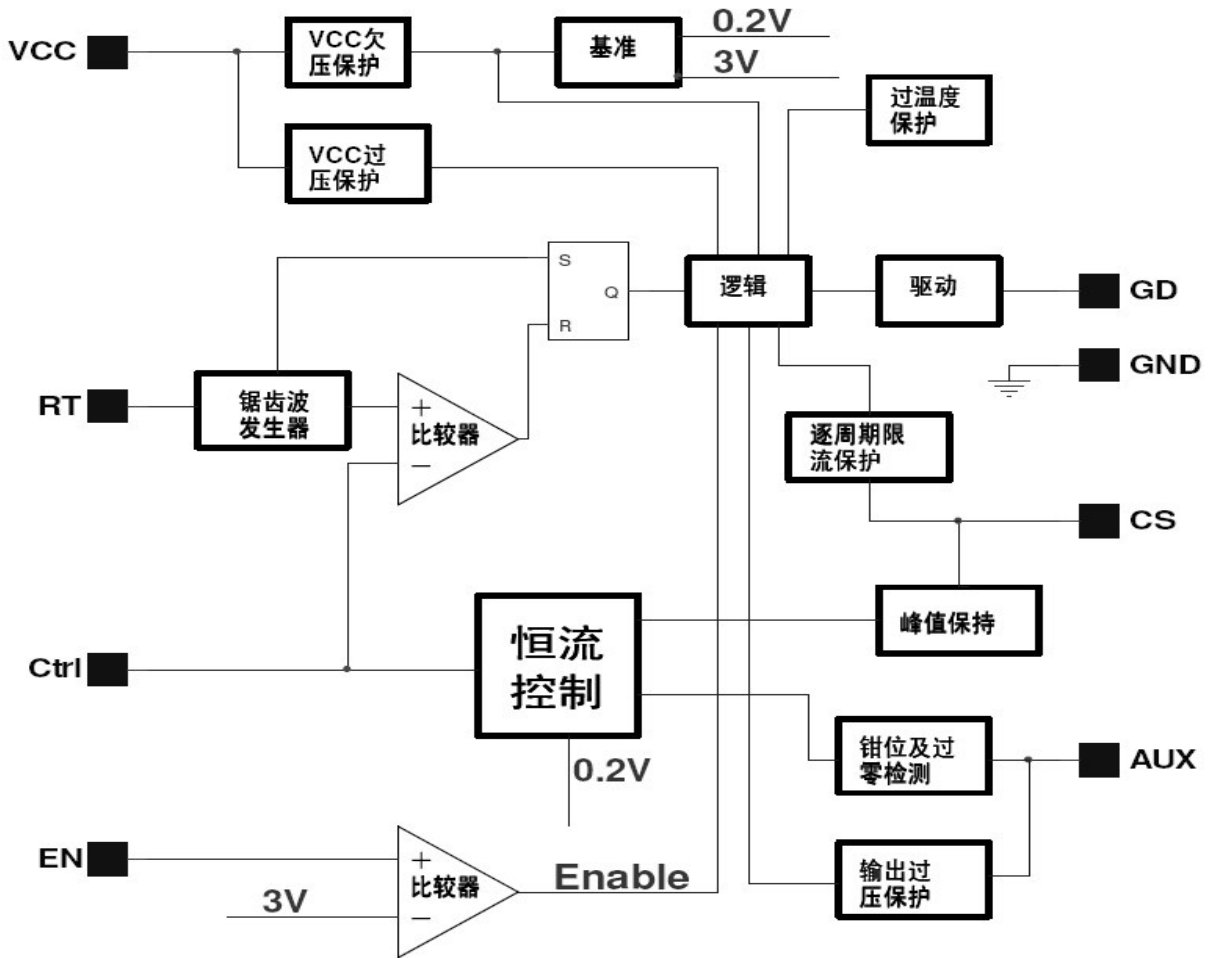 VCC
VCC欠
压保护
基准
0.2V
3V
过温度
保护
VCC过
压保护
S
Q
R
逻辑
驱动
GD
GND
RT
锯齿波
发生器
+
比较器
−
逐周期限
流保护
CS
峰值保持
Ctrl
恒流
控制
0.2V
钳位及过
零检测
AUX
EN
3V
+
比较器
−
Enable
输出过
压保护